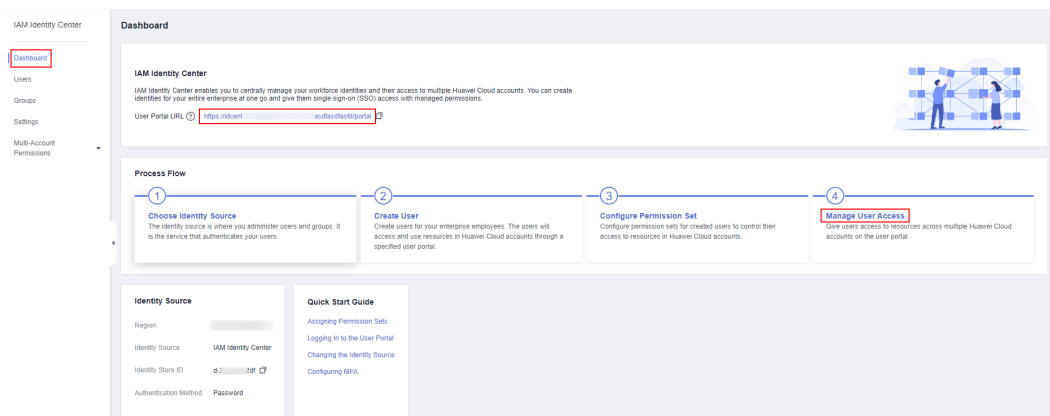 IAM Identity Center
Dashboard
Users
Groups
Settings
Multi-Account
Permissions
Dashboard
IAM Identity Center
IAM Identity Center enables you to centrally manage your workforce identities and their access to multiple Huawei Cloud accounts. You can create
identities for your entire enterprise at one go and give them single sign-on (SSO) access with managed permissions.
User Portal URL ? https://idcenl asdfasdfasfd/portal
Process Flow
1
Choose Identity Source
The identity source is where you administer users and groups. It
is the service that authenticates your users.
2
Create User
Create users for your enterprise employees. The users will
access and use resources in Huawei Cloud accounts through a
specified user portal.
3
Configure Permission Set
Configure permission sets for created users to control their
access to resources in Huawei Cloud accounts.
4
Manage User Access
Give users access to resources across multiple Huawei Cloud
accounts on the user portal.
Identity Source
Region
Identity Source IAM Identity Center
Identity Store ID d-3 2df
Authentication Method Password
Quick Start Guide
Assigning Permission Sets
Logging In to the User Portal
Changing the Identity Source
Configuring MFA